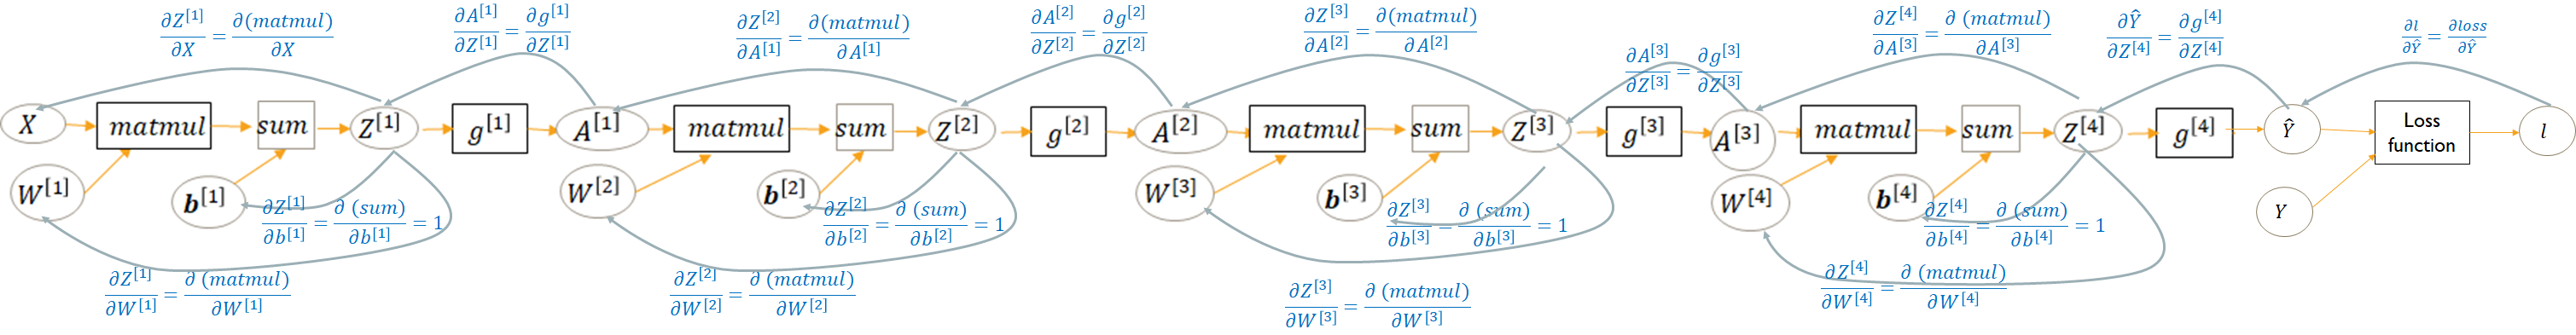 ∂Z^[1]/∂X = ∂(matmul)/∂X
∂A^[1]/∂Z^[1] = ∂g^[1]/∂Z^[1]
∂Z^[2]/∂A^[1] = ∂(matmul)/∂A^[1]
∂A^[2]/∂Z^[2] = ∂g^[2]/∂Z^[2]
∂Z^[3]/∂A^[2] = ∂(matmul)/∂A^[2]
∂A^[3]/∂Z^[3] = ∂g^[3]/∂Z^[3]
∂Z^[4]/∂A^[3] = ∂ (matmul)/∂A^[3]
∂Ŷ/∂Z^[4] = ∂g^[4]/∂Z^[4]
∂l/∂Ŷ = ∂loss/∂Ŷ
X
matmul
sum
Z^[1]
g^[1]
A^[1]
matmul
sum
Z^[2]
g^[2]
A^[2]
matmul
sum
Z^[3]
g^[3]
A^[3]
matmul
sum
Z^[4]
g^[4]
Ŷ
Loss
function
l
W^[1]
b^[1]
W^[2]
b^[2]
W^[3]
b^[3]
W^[4]
b^[4]
Y
∂Z^[1]/∂b^[1] = ∂ (sum)/∂b^[1] = 1
∂Z^[2]/∂b^[2] = ∂ (sum)/∂b^[2] = 1
∂Z^[3]/∂b^[3] = ∂ (sum)/∂b^[3] = 1
∂Z^[4]/∂b^[4] = ∂ (sum)/∂b^[4] = 1
∂Z^[1]/∂W^[1] = ∂ (matmul)/∂W^[1]
∂Z^[2]/∂W^[2] = ∂ (matmul)/∂W^[2]
∂Z^[3]/∂W^[3] = ∂ (matmul)/∂W^[3]
∂Z^[4]/∂W^[4] = ∂ (matmul)/∂W^[4]